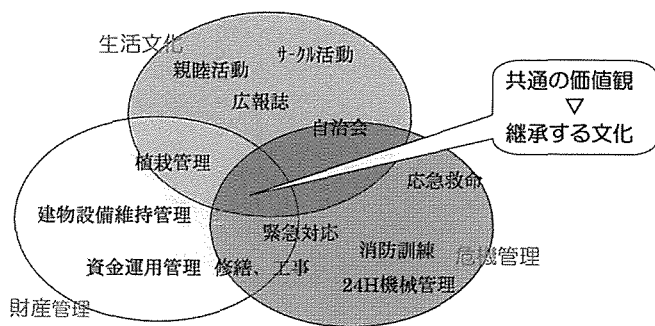 生活文化
親睦活動
サークル活動
広報誌
自治会
共通の価値観
▽
継承する文化
植栽管理
応急救命
建物設備維持管理
緊急対応
消防訓練
危機管理
資金運用管理
修繕、工事
24H機械管理
財産管理